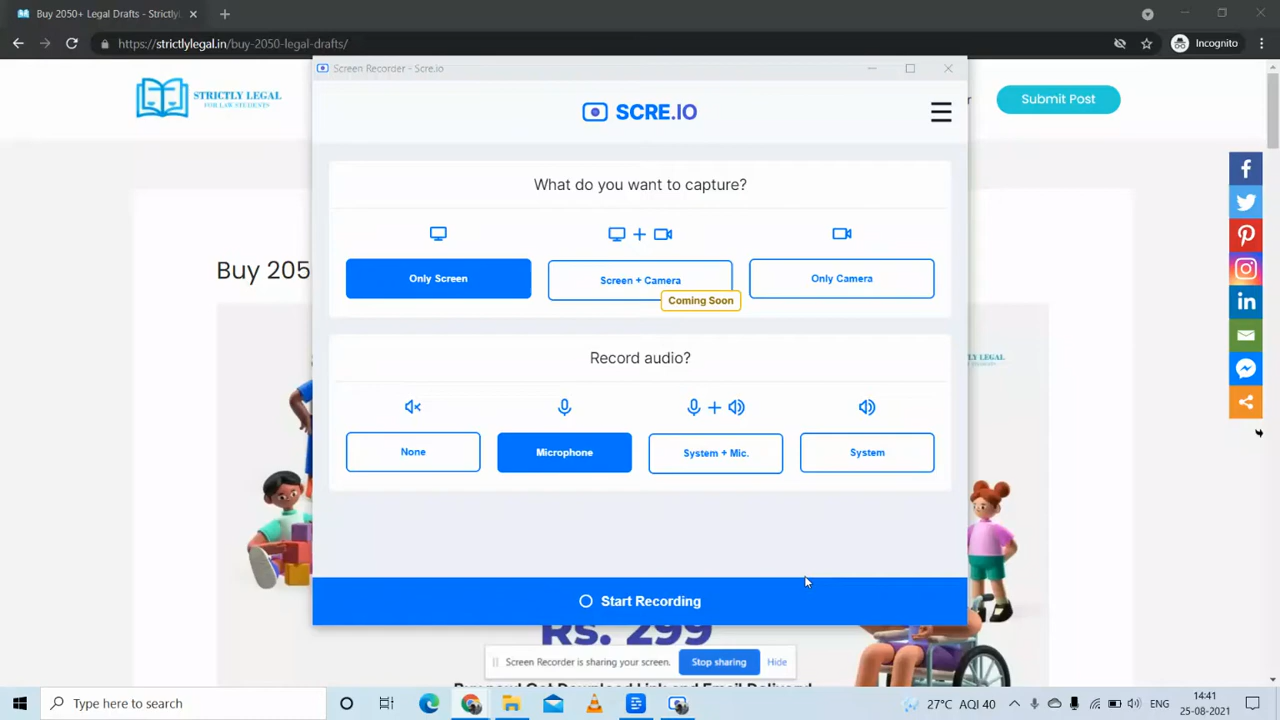 Buy 250+ Legal Drafts - Strictly
https://strictlylegal.in/buy-2050-legal-drafts/
Incognito
Screen Recorder - Scre.io
STRICTLY LEGAL
FOR LAW STUDENTS
r
Submit Post
SCRE.IO
What do you want to capture?
Only Screen
Screen + Camera
Only Camera
Coming Soon
Buy 205
Record audio?
LY LEGAL
None
Microphone
System + Mic.
System
Start Recording
Rs. 299
Screen Recorder is sharing your screen.
Stop sharing
Hide
Type here to search
27°C AQI 40
ENG
14:41
25-08-2021